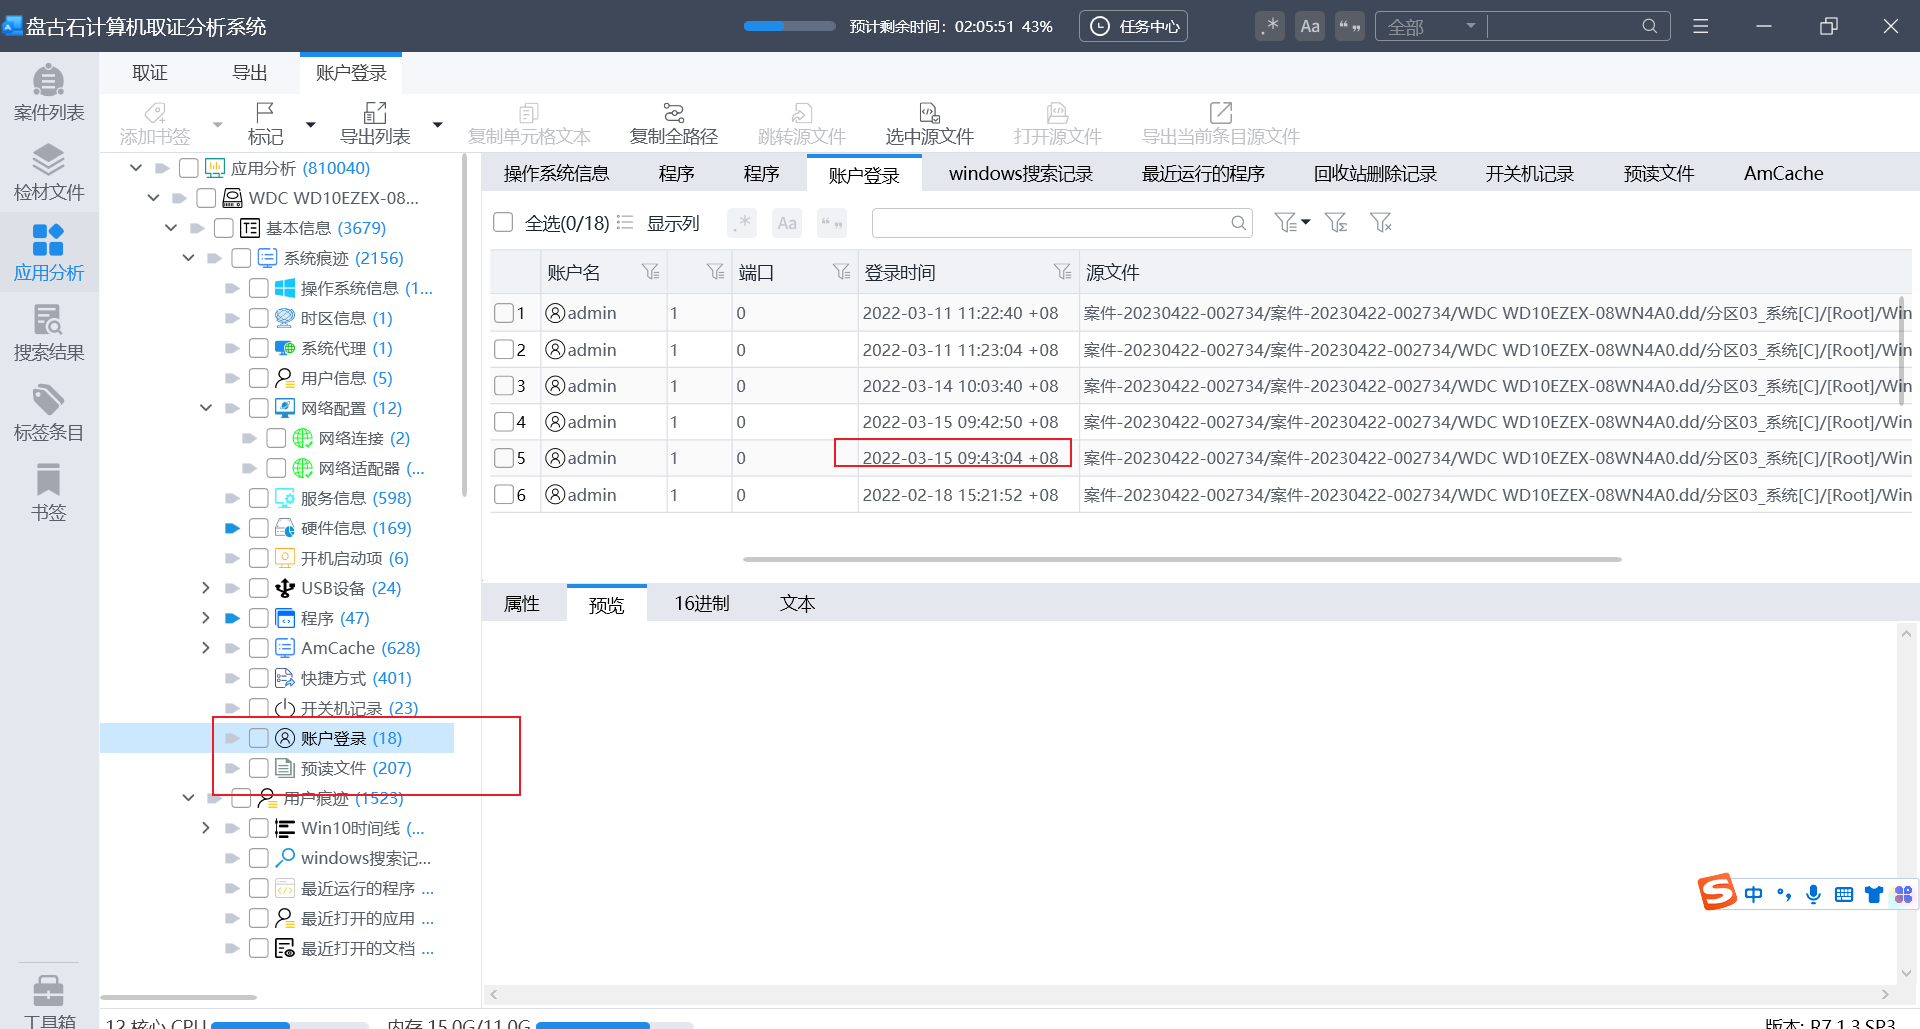 盘古石计算机取证分析系统
预计剩余时间：02:05:51 43%
任务中心
.*
Aa
全部
取证
导出
账户登录
添加书签
标记
导出列表
复制单元格文本
复制全路径
跳转源文件
选中源文件
打开源文件
导出当前条目源文件
案件列表
检材文件
应用分析
搜索结果
标签条目
书签
工具箱
应用分析 (810040)
WDC WD10EZEX-08...
基本信息 (3679)
系统痕迹 (2156)
操作系统信息 (1...
时区信息 (1)
系统代理 (1)
用户信息 (5)
网络配置 (12)
网络连接 (2)
网络适配器 (...
服务信息 (598)
硬件信息 (169)
开机启动项 (6)
USB设备 (24)
程序 (47)
AmCache (628)
快捷方式 (401)
开关机记录 (23)
账户登录 (18)
预读文件 (207)
用户痕迹 (1523)
Win10时间线 (...
windows搜索记...
最近运行的程序 ...
最近打开的应用 ...
最近打开的文档 ...
操作系统信息 程序 程序 账户登录 windows搜索记录 最近运行的程序 回收站删除记录 开关机记录 预读文件 AmCache
全选(0/18) 显示列 .* Aa
账户名 端口 登录时间 源文件
1 admin 1 0 2022-03-11 11:22:40 +08 案件-20230422-002734/案件-20230422-002734/WDC WD10EZEX-08WN4A0.dd/分区03_系统[C]/[Root]/Win
2 admin 1 0 2022-03-11 11:23:04 +08 案件-20230422-002734/案件-20230422-002734/WDC WD10EZEX-08WN4A0.dd/分区03_系统[C]/[Root]/Win
3 admin 1 0 2022-03-14 10:03:40 +08 案件-20230422-002734/案件-20230422-002734/WDC WD10EZEX-08WN4A0.dd/分区03_系统[C]/[Root]/Win
4 admin 1 0 2022-03-15 09:42:50 +08 案件-20230422-002734/案件-20230422-002734/WDC WD10EZEX-08WN4A0.dd/分区03_系统[C]/[Root]/Win
5 admin 1 0 2022-03-15 09:43:04 +08 案件-20230422-002734/案件-20230422-002734/WDC WD10EZEX-08WN4A0.dd/分区03_系统[C]/[Root]/Win
6 admin 1 0 2022-02-18 15:21:52 +08 案件-20230422-002734/案件-20230422-002734/WDC WD10EZEX-08WN4A0.dd/分区03_系统[C]/[Root]/Win
属性 预览 16进制 文本
中
12 核心 CPU
内存 15.0G/11.0G
版本: R7.1.3.SP3